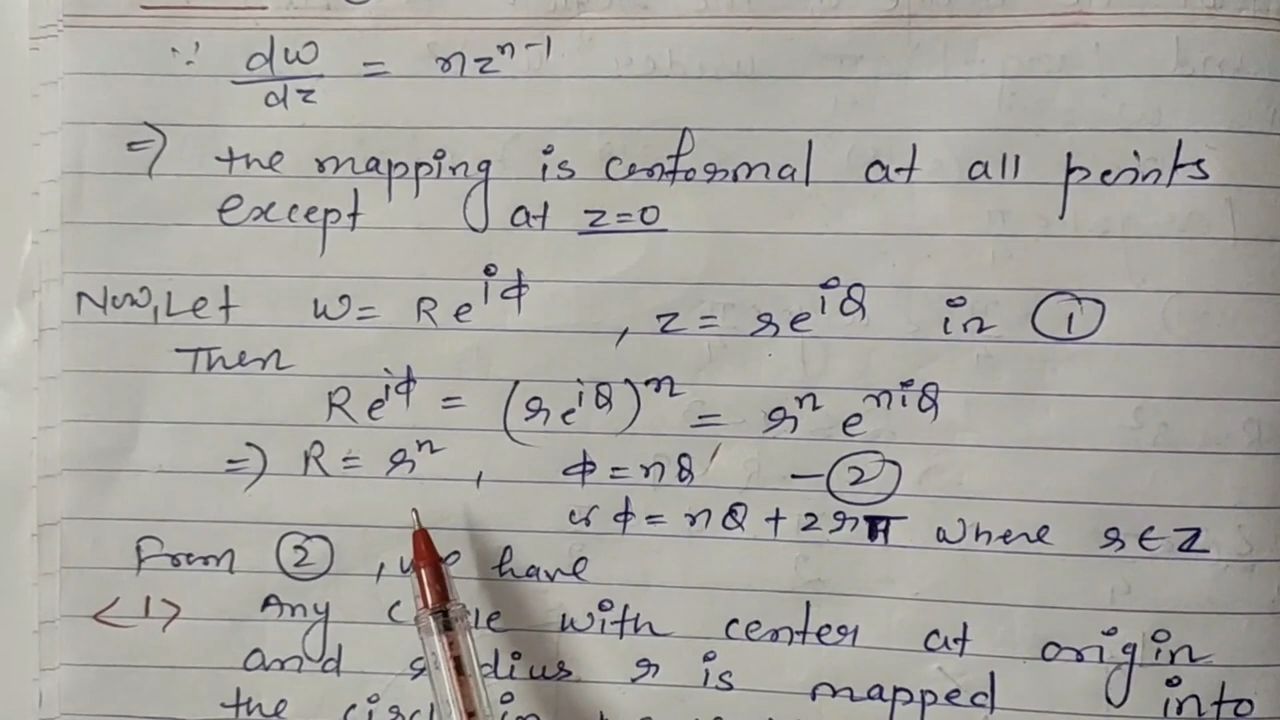 ∵ dw/dz = nz^(n-1)
⇒ the mapping is conformal at all points
except at z=0
Now, Let w = Re^(iϕ) , z = re^(iθ) in ①
Then
Re^(iϕ) = (re^(iθ))^n = r^n e^(niθ)
⇒ R = r^n , ϕ = nθ - ②
or ϕ = nθ + 2rπ where r ∈ Z
From ② , we have
<1> Any with center at origin
and r is mapped into
the